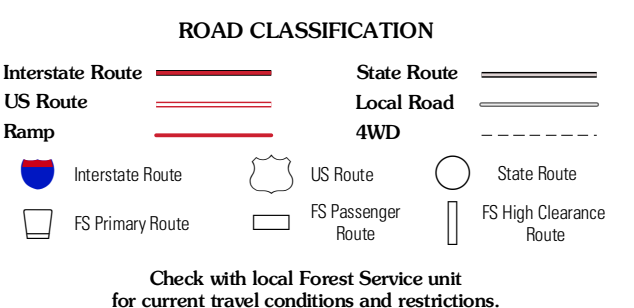 ROAD CLASSIFICATION
Interstate Route
State Route
US Route
Local Road
Ramp
4WD
Interstate Route
US Route
State Route
FS Primary Route
FS Passenger
Route
FS High Clearance
Route
Check with local Forest Service unit
for current travel conditions and restrictions.